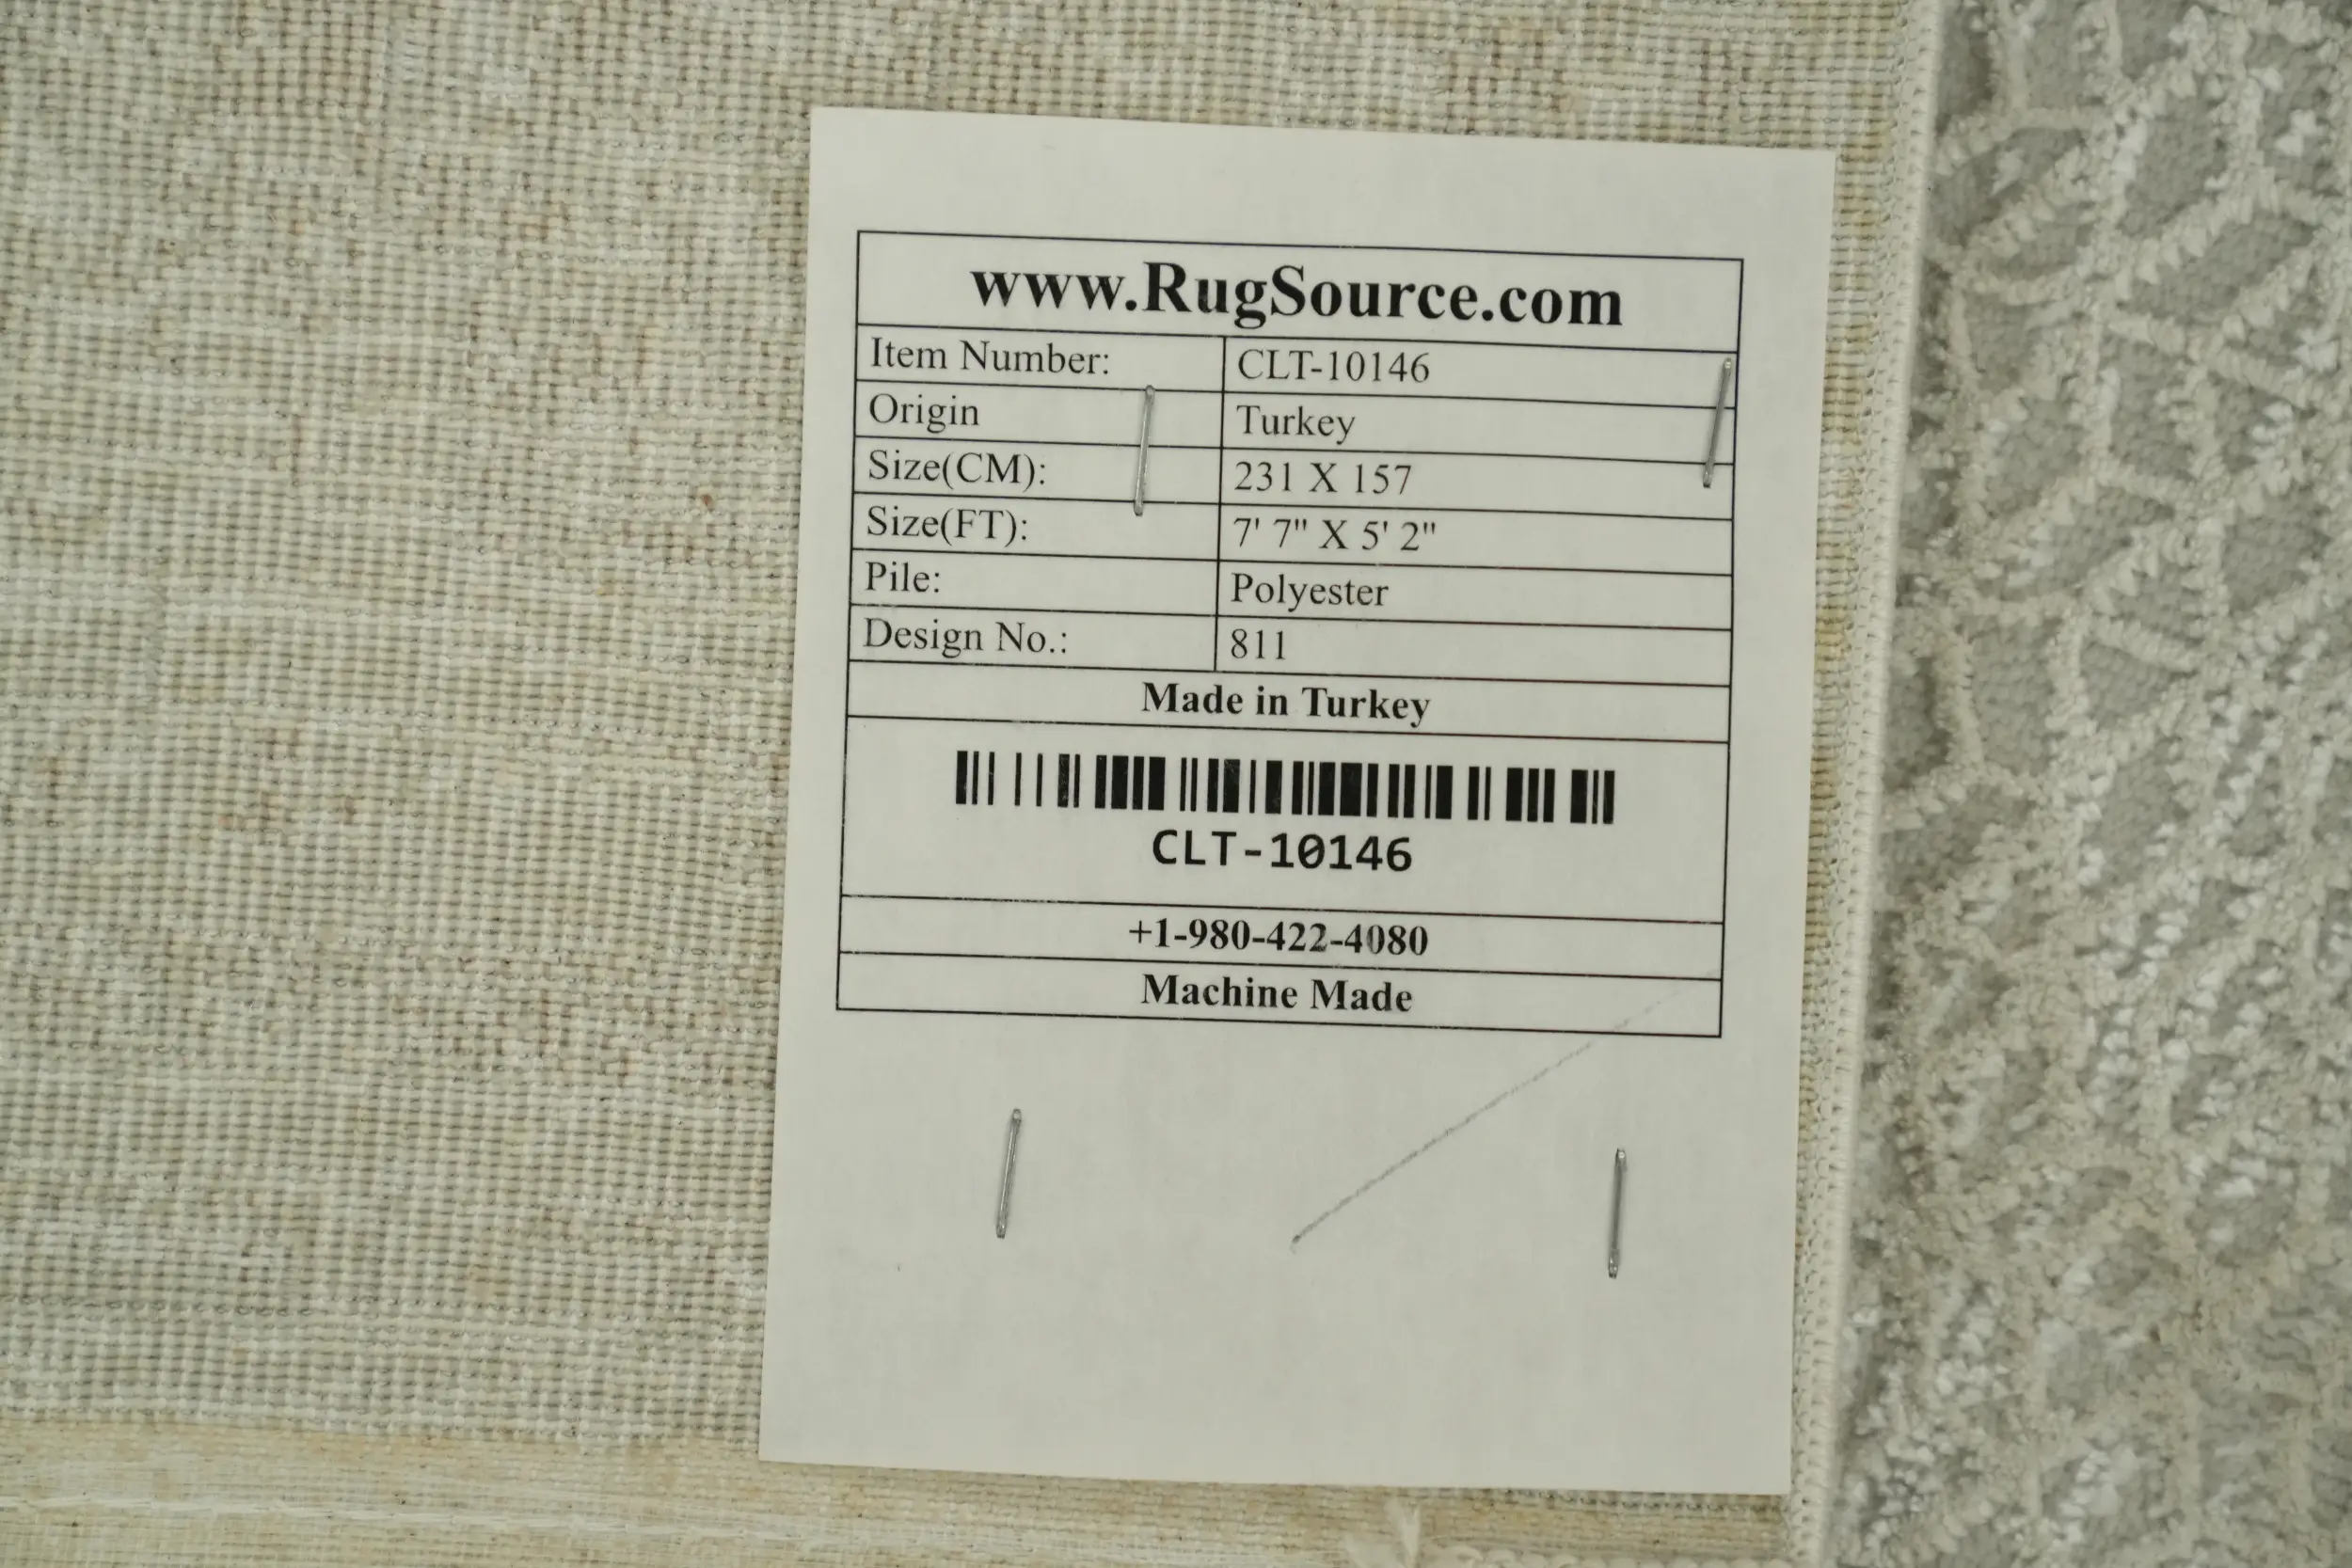 www.RugSource.com
Item Number: CLT-10146
Origin Turkey
Size(CM): 231 X 157
Size(FT): 7' 7" X 5' 2"
Pile: Polyester
Design No.: 811
Made in Turkey
CLT-10146
+1-980-422-4080
Machine Made